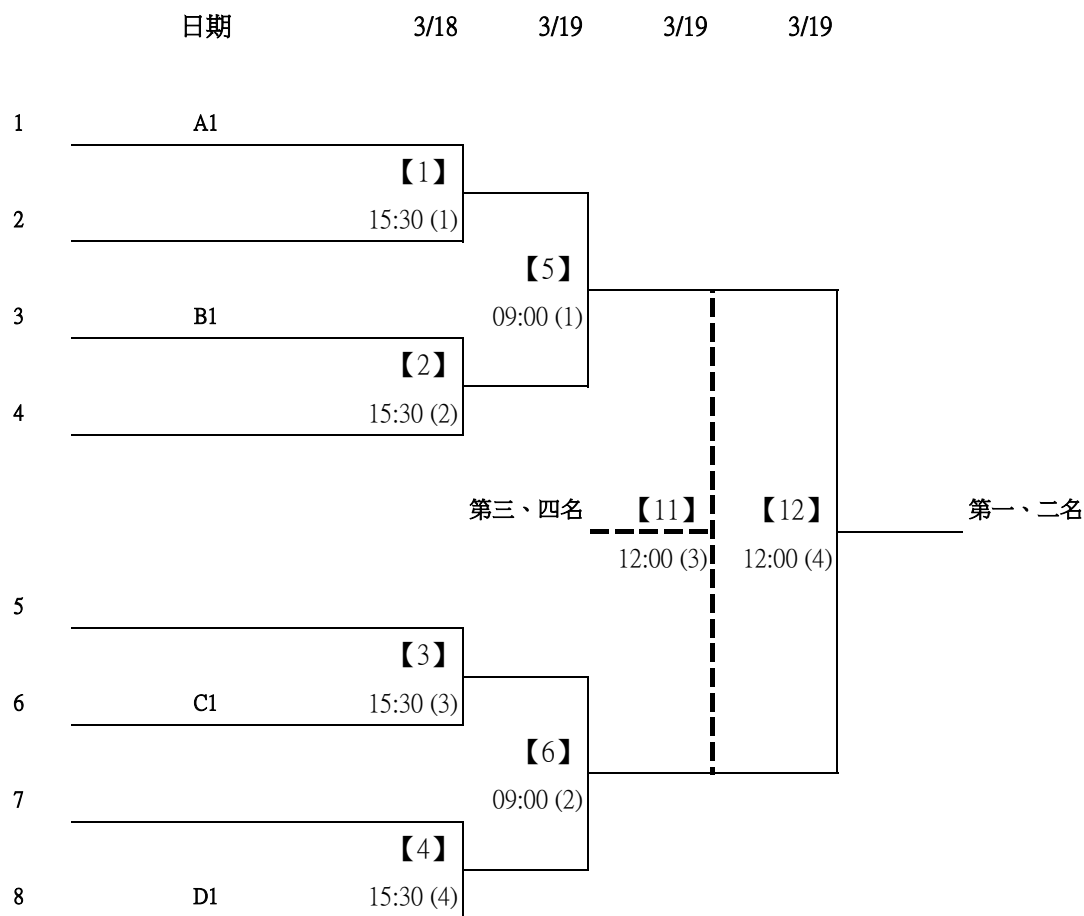 日期 3/18 3/19 3/19 3/19
1 A1
【1】
2 15:30 (1)
【5】
3 B1 09:00 (1)
【2】
4 15:30 (2)
第三、四名 【11】 【12】 第一、二名
12:00 (3) 12:00 (4)
5
【3】
6 C1 15:30 (3)
【6】
7 09:00 (2)
【4】
8 D1 15:30 (4)